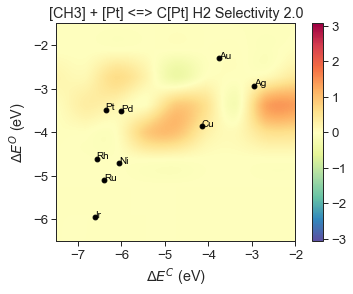 [CH3] + [Pt] <=> C[Pt] H2 Selectivity 2.0
ΔE^O (eV)
−2
−3
−4
−5
−6
Au
Ag
Pt
Pd
Cu
Rh
Ni
Ru
Ir
−7 −6 −5 −4 −3 −2
ΔE^C (eV)
3
2
1
0
−1
−2
−3